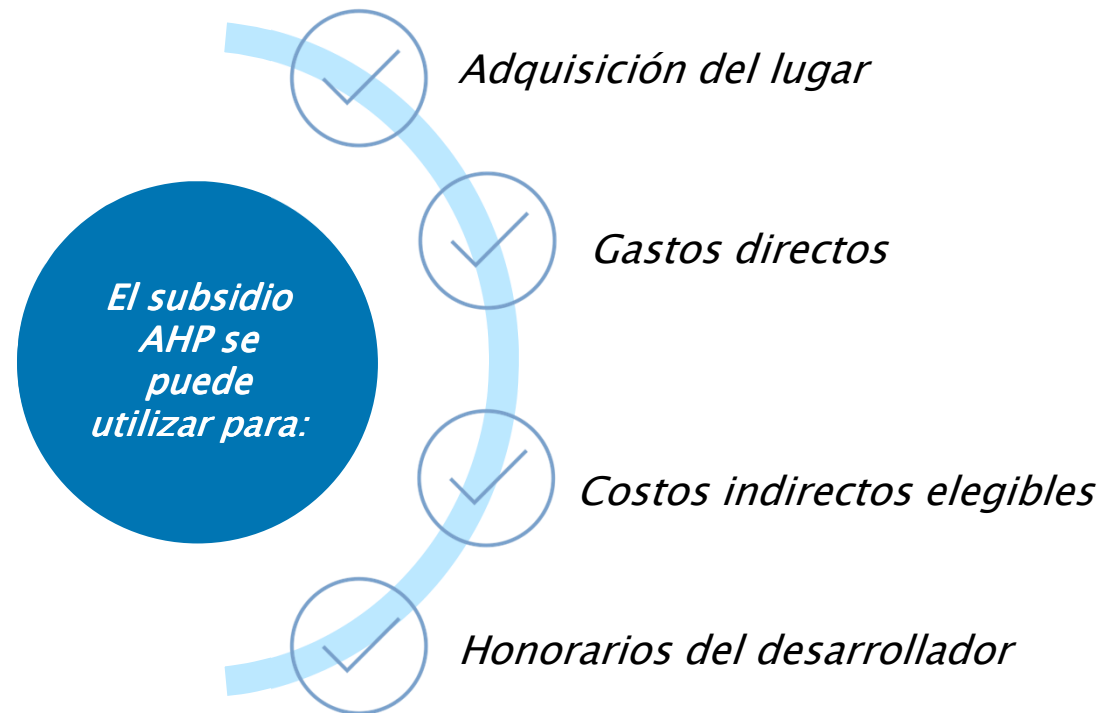 El subsidio
AHP se
puede
utilizar para:
Adquisición del lugar
Gastos directos
Costos indirectos elegibles
Honorarios del desarrollador